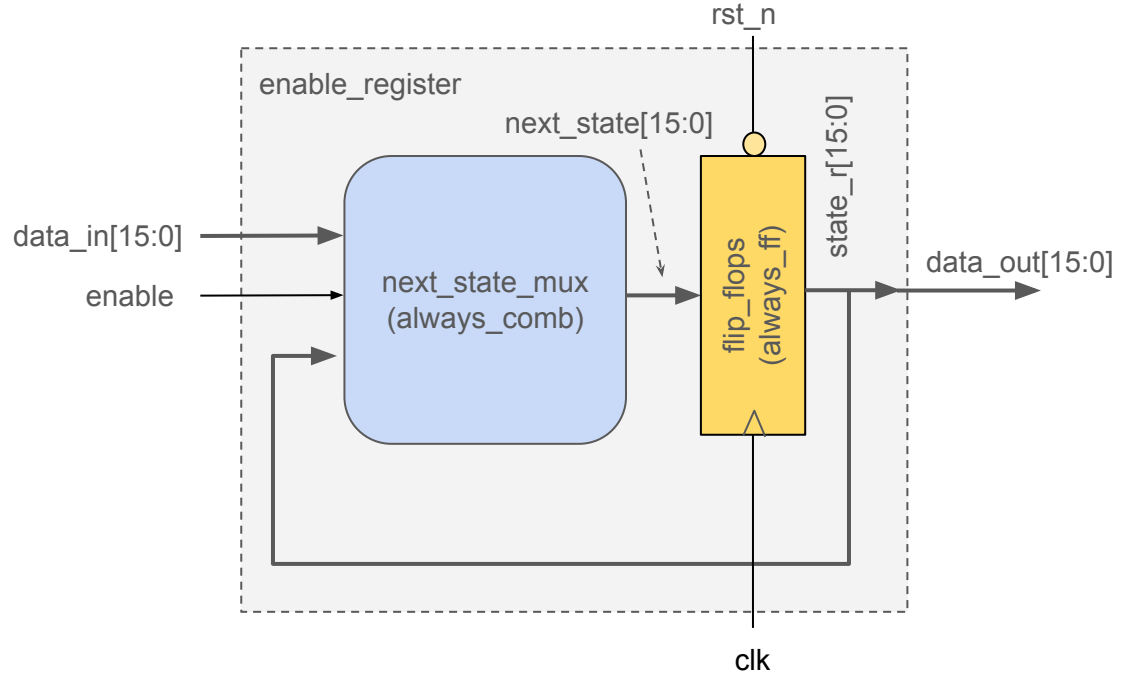 rst_n
enable_register
next_state[15:0]
state_r[15:0]
data_in[15:0]
enable
next_state_mux
(always_comb)
flip_flops
(always_ff)
data_out[15:0]
clk